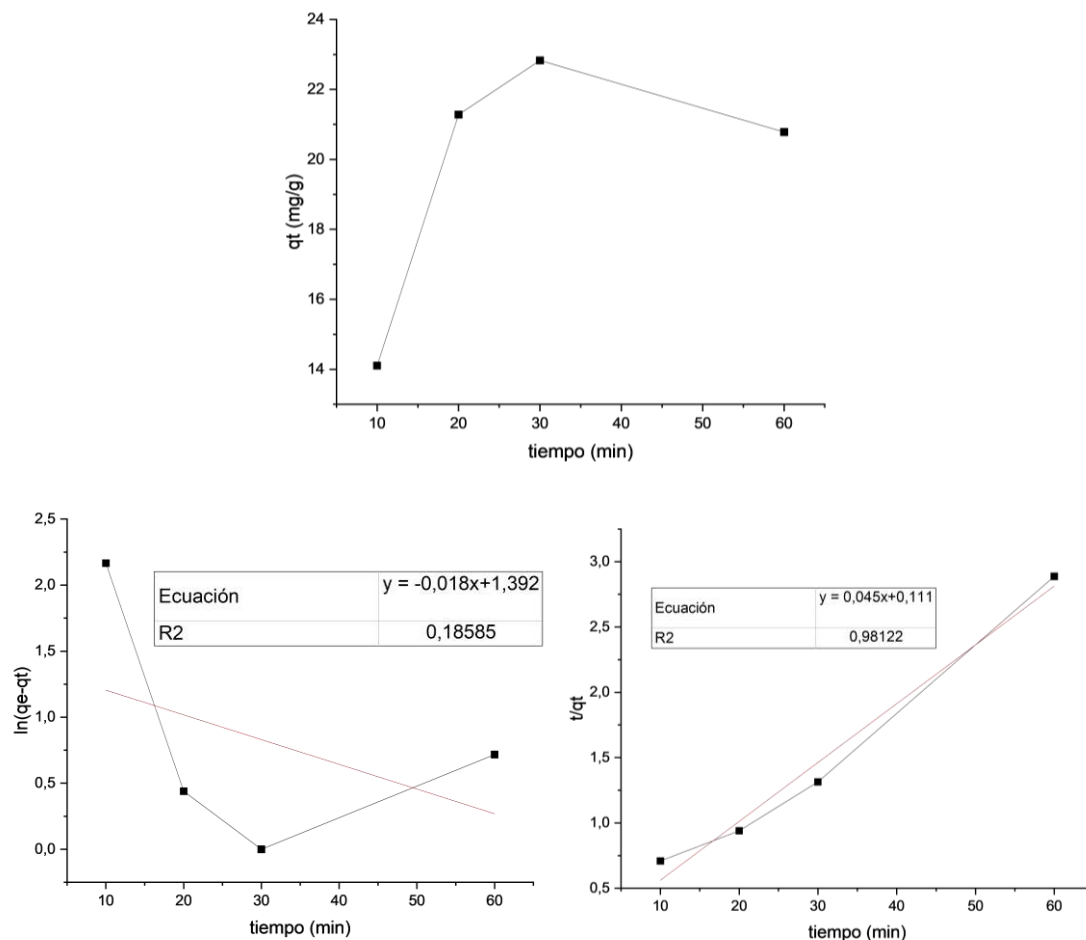 24
22
20
18
16
14
qt (mg/g)
10 20 30 40 50 60
tiempo (min)
2,5
2,0
1,5
1,0
0,5
0,0
ln(qe-qt)
Ecuación y = -0,018x+1,392
R2 0,18585
10 20 30 40 50 60
tiempo (min)
3,0
2,5
2,0
1,5
1,0
0,5
t/qt
Ecuación y = 0,045x+0,111
R2 0,98122
10 20 30 40 50 60
tiempo (min)